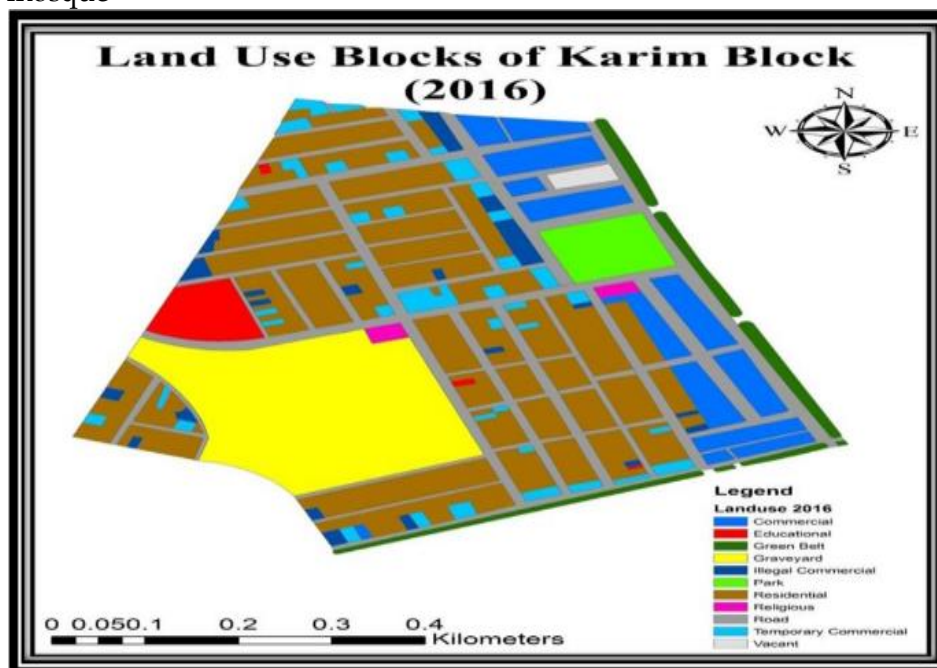 mosque
Land Use Blocks of Karim Block
(2016)
N
W E
S
Legend
Landuse 2016
Commercial
Educational
Green Belt
Graveyard
Illegal Commercial
Park
Residential
Religious
Road
Temporary Commercial
Vacant
0 0.050.1 0.2 0.3 0.4
Kilometers